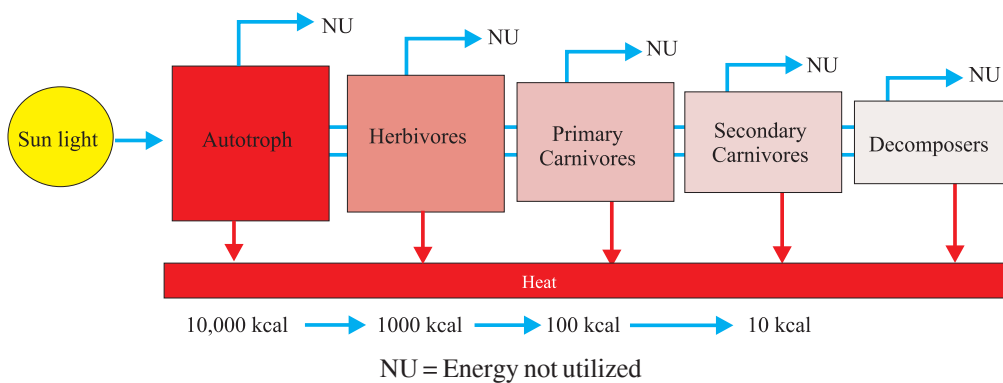 NU
NU
NU
NU
NU
Sun light
Autotroph
Herbivores
Primary
Carnivores
Secondary
Carnivores
Decomposers
Heat
10,000 kcal
1000 kcal
100 kcal
10 kcal
NU = Energy not utilized